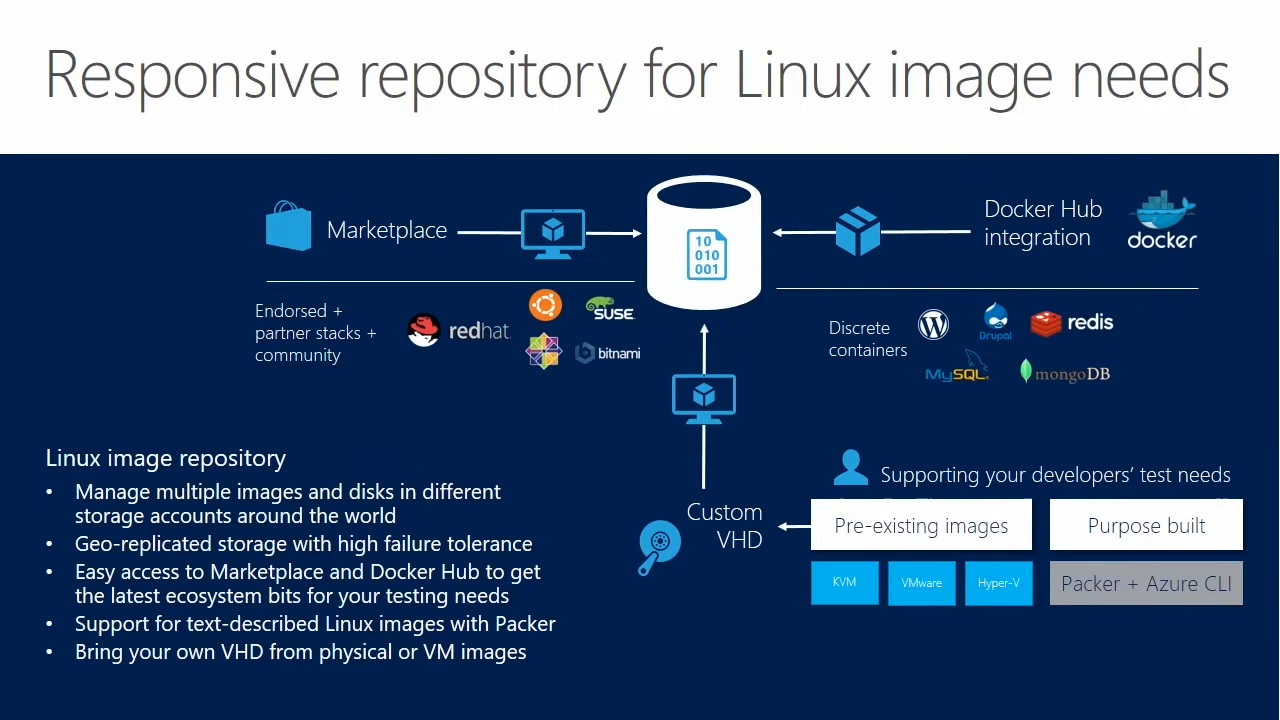 Responsive repository for Linux image needs
Marketplace
10
010
001
Docker Hub
integration
docker
Endorsed +
partner stacks +
community
redhat.
SUSE
bitnami
Discrete
containers
Drupal
redis
MySQL
mongoDB
Linux image repository
• Manage multiple images and disks in different
storage accounts around the world
• Geo-replicated storage with high failure tolerance
• Easy access to Marketplace and Docker Hub to get
the latest ecosystem bits for your testing needs
• Support for text-described Linux images with Packer
• Bring your own VHD from physical or VM images
Custom
VHD
Supporting your developers’ test needs
Pre-existing images
Purpose built
KVM
VMware
Hyper-V
Packer + Azure CLI